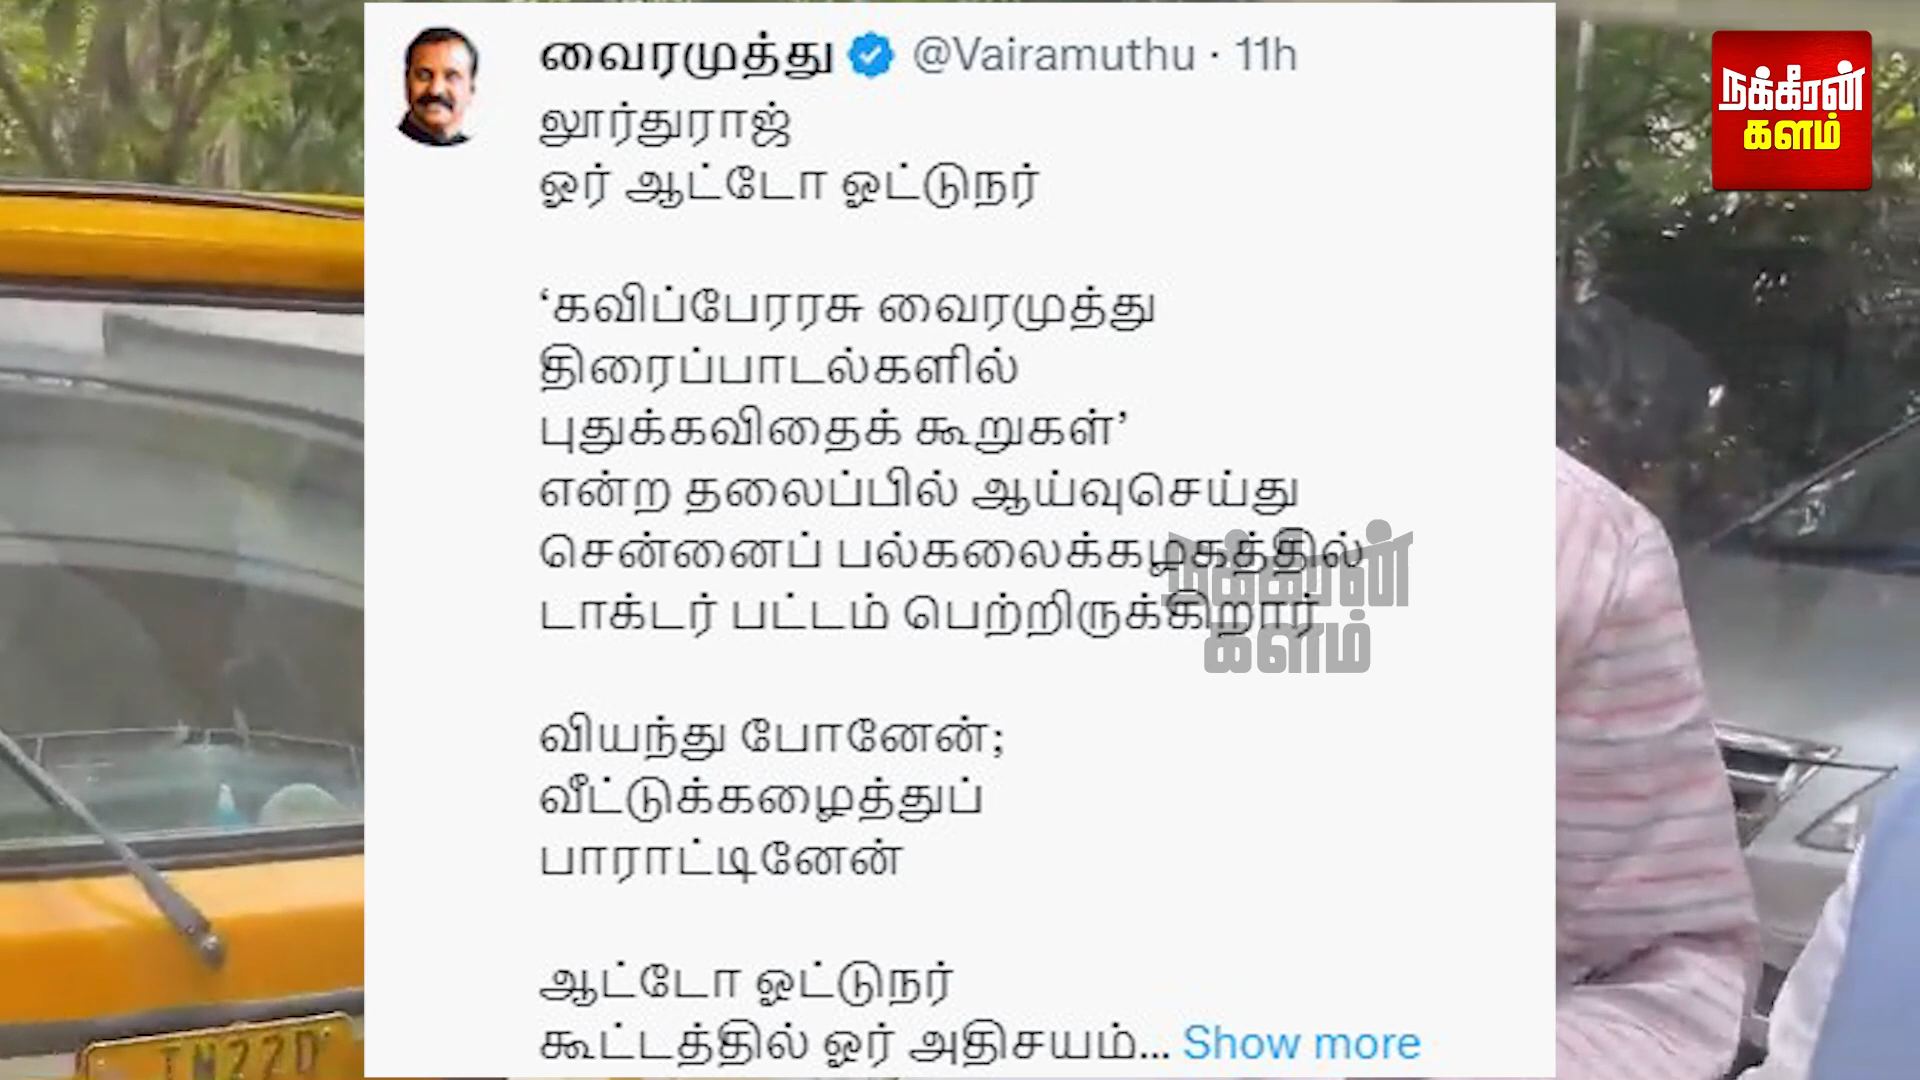 வைரமுத்து @Vairamuthu · 11h
லூர்துராஜ்
ஓர் ஆட்டோ ஓட்டுநர்
‘கவிப்பேரரசு வைரமுத்து
திரைப்பாடல்களில்
புதுக்கவிதைக் கூறுகள்’
என்ற தலைப்பில் ஆய்வுசெய்து
சென்னைப் பல்கலைக்கழகத்தில்
டாக்டர் பட்டம் பெற்றிருக்கிறார்
வியந்து போனேன்;
வீட்டுக்கழைத்துப்
பாராட்டினேன்
ஆட்டோ ஓட்டுநர்
கூட்டத்தில் ஓர் அதிசயம்... Show more
நக்கீரன்
களம்
நக்கீரன்
களம்
TN22D